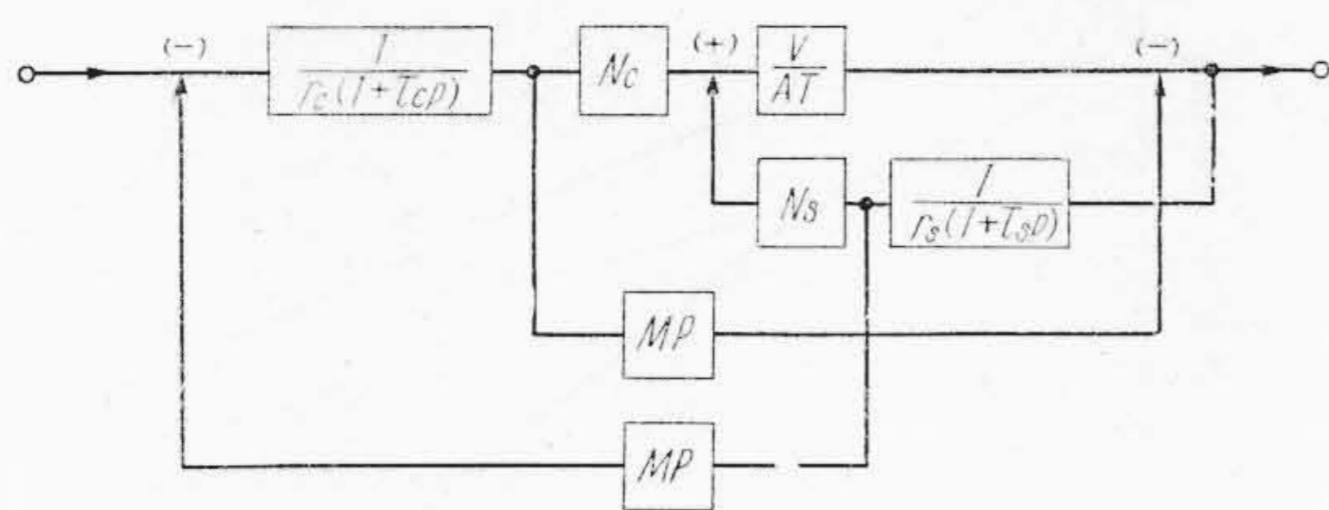 (-)
1
rc(1+Tcp)
Nc
(+)
V
AT
(-)
Ns
1
rs(1+Tsp)
MP
MP